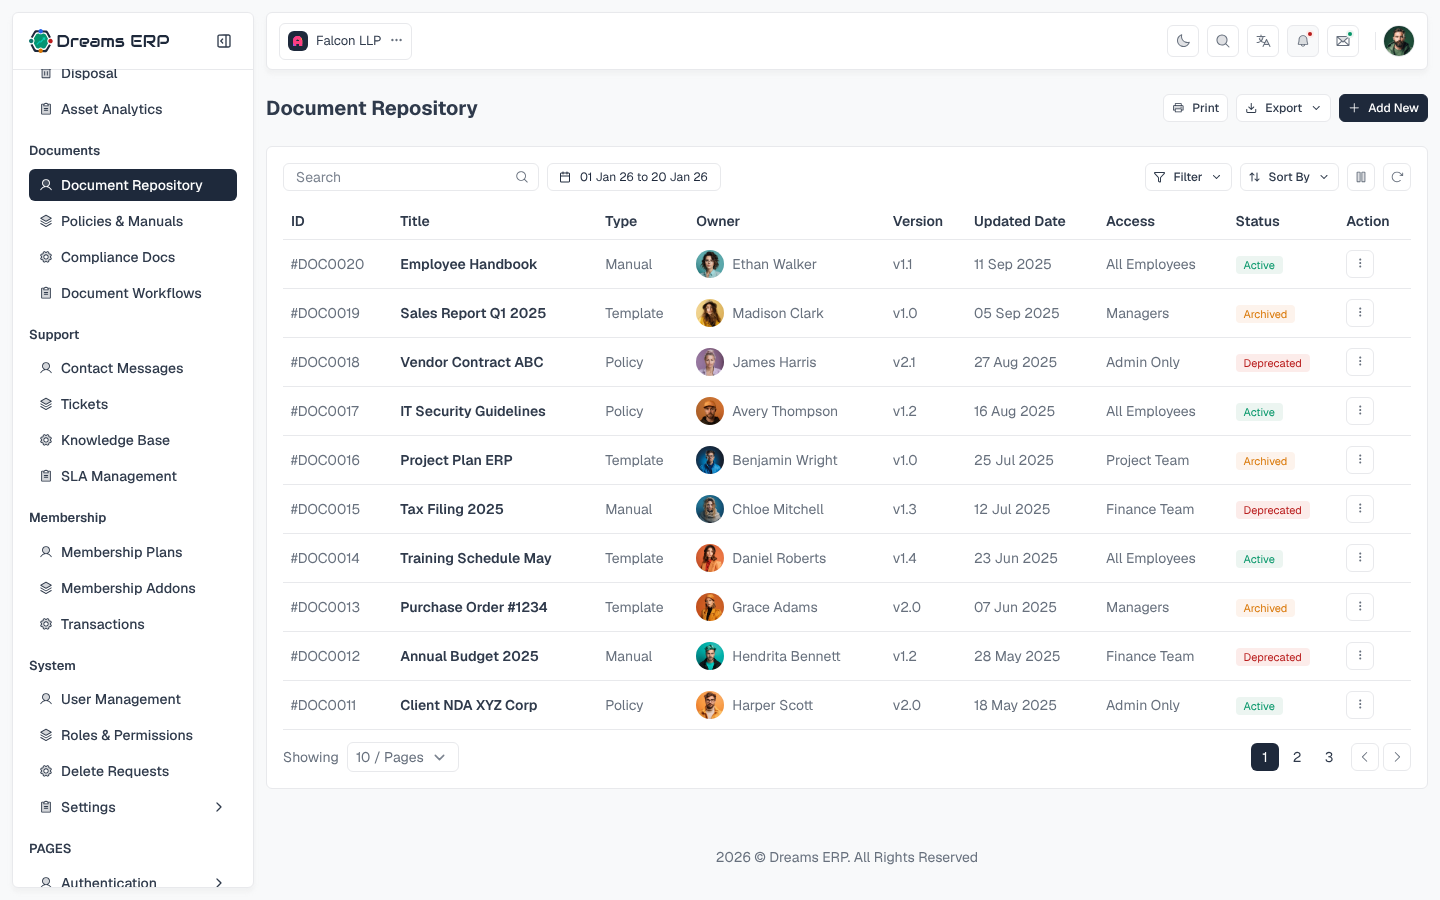 Dreams ERP
Disposal
Asset Analytics
Documents
Document Repository
Policies & Manuals
Compliance Docs
Document Workflows
Support
Contact Messages
Tickets
Knowledge Base
SLA Management
Membership
Membership Plans
Membership Addons
Transactions
System
User Management
Roles & Permissions
Delete Requests
Settings
PAGES
Authentication
Falcon LLP
Document Repository
Print
Export
Add New
Search
01 Jan 26 to 20 Jan 26
Filter
Sort By
ID Title Type Owner Version Updated Date Access Status Action
#DOC0020 Employee Handbook Manual Ethan Walker v1.1 11 Sep 2025 All Employees Active
#DOC0019 Sales Report Q1 2025 Template Madison Clark v1.0 05 Sep 2025 Managers Archived
#DOC0018 Vendor Contract ABC Policy James Harris v2.1 27 Aug 2025 Admin Only Deprecated
#DOC0017 IT Security Guidelines Policy Avery Thompson v1.2 16 Aug 2025 All Employees Active
#DOC0016 Project Plan ERP Template Benjamin Wright v1.0 25 Jul 2025 Project Team Archived
#DOC0015 Tax Filing 2025 Manual Chloe Mitchell v1.3 12 Jul 2025 Finance Team Deprecated
#DOC0014 Training Schedule May Template Daniel Roberts v1.4 23 Jun 2025 All Employees Active
#DOC0013 Purchase Order #1234 Template Grace Adams v2.0 07 Jun 2025 Managers Archived
#DOC0012 Annual Budget 2025 Manual Hendrita Bennett v1.2 28 May 2025 Finance Team Deprecated
#DOC0011 Client NDA XYZ Corp Policy Harper Scott v2.0 18 May 2025 Admin Only Active
Showing 10 / Pages
1 2 3
2026 © Dreams ERP. All Rights Reserved